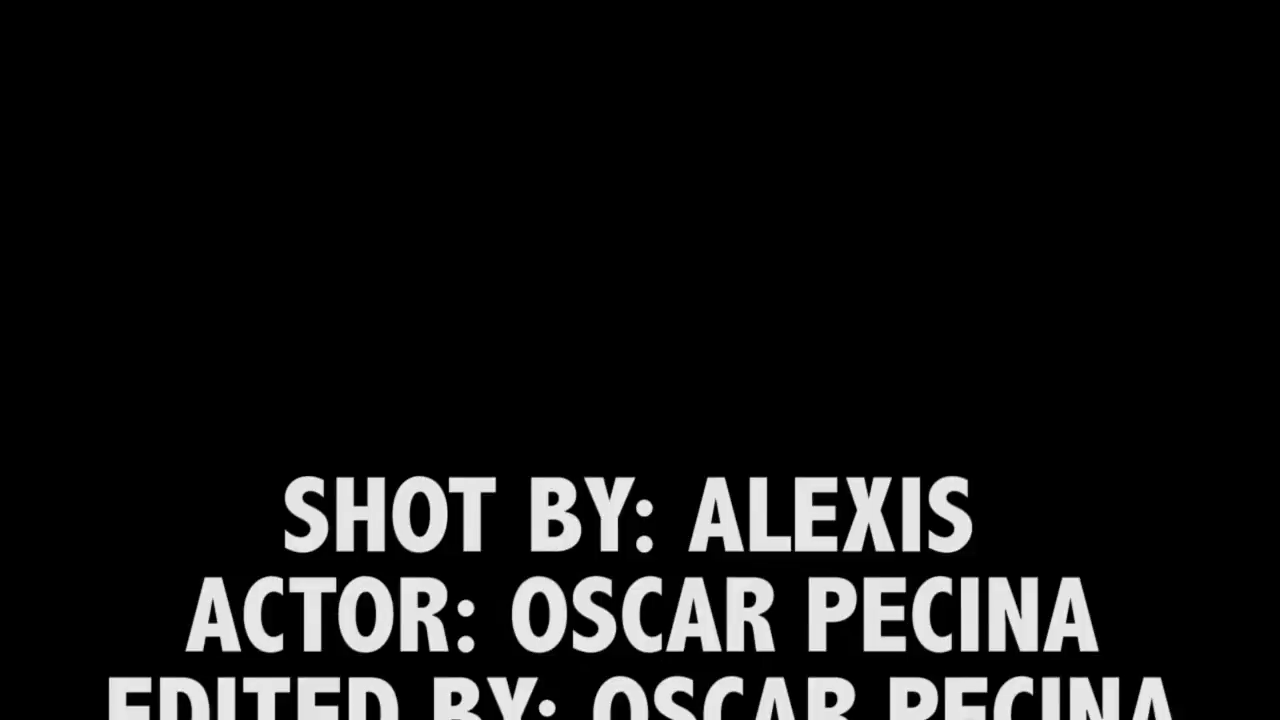 SHOT BY: ALEXIS
ACTOR: OSCAR PECINA
EDITED BY: OSCAR PECINA